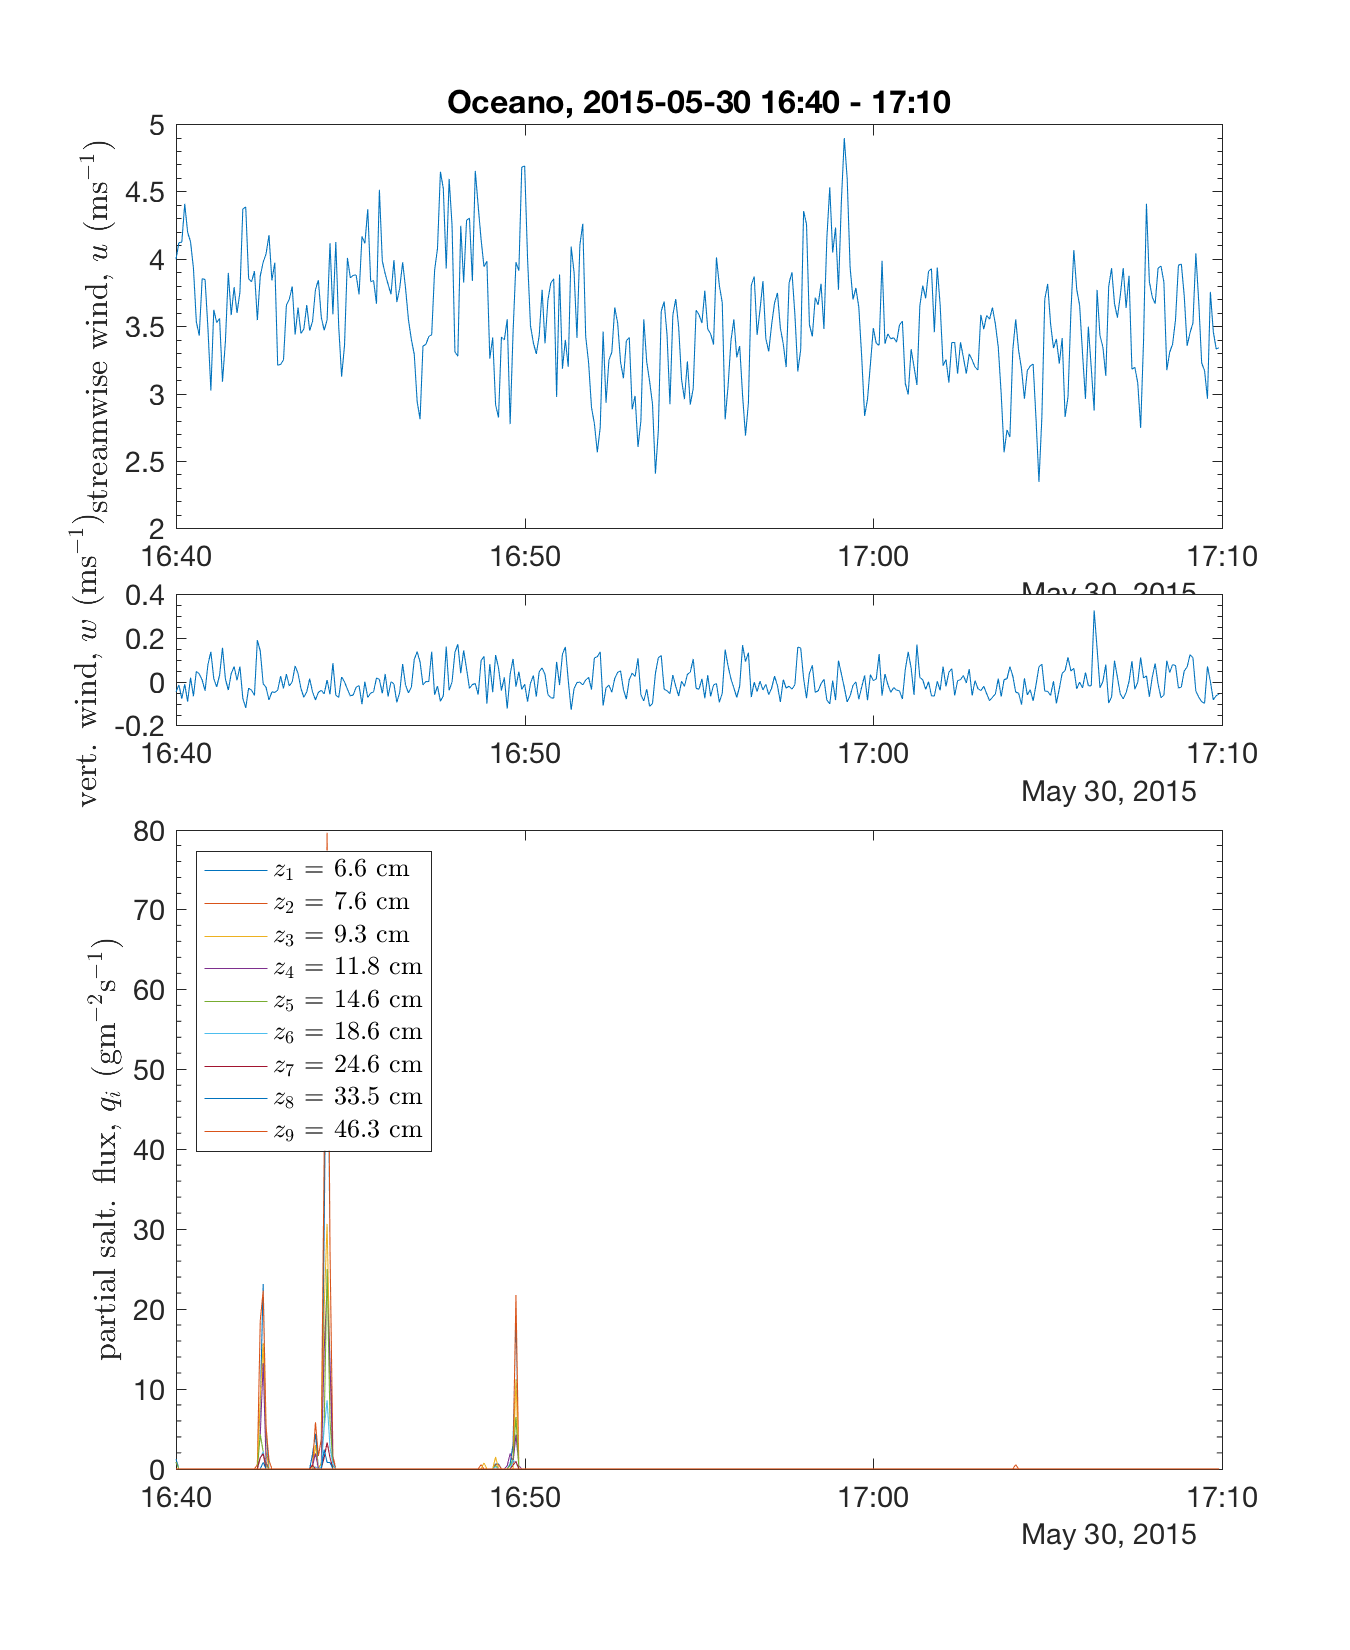 Oceano, 2015-05-30 16:40 - 17:10
streamwise wind, u (ms⁻¹)
5
4.5
4
3.5
3
2.5
2
16:40 16:50 17:00 17:10
May 30, 2015
vert. wind, w (ms⁻¹)
0.4
0.2
0
-0.2
16:40 16:50 17:00 17:10
May 30, 2015
partial salt. flux, qᵢ (gm⁻²s⁻¹)
80
70
60
50
40
30
20
10
0
z₁ = 6.6 cm
z₂ = 7.6 cm
z₃ = 9.3 cm
z₄ = 11.8 cm
z₅ = 14.6 cm
z₆ = 18.6 cm
z₇ = 24.6 cm
z₈ = 33.5 cm
z₉ = 46.3 cm
16:40 16:50 17:00 17:10
May 30, 2015